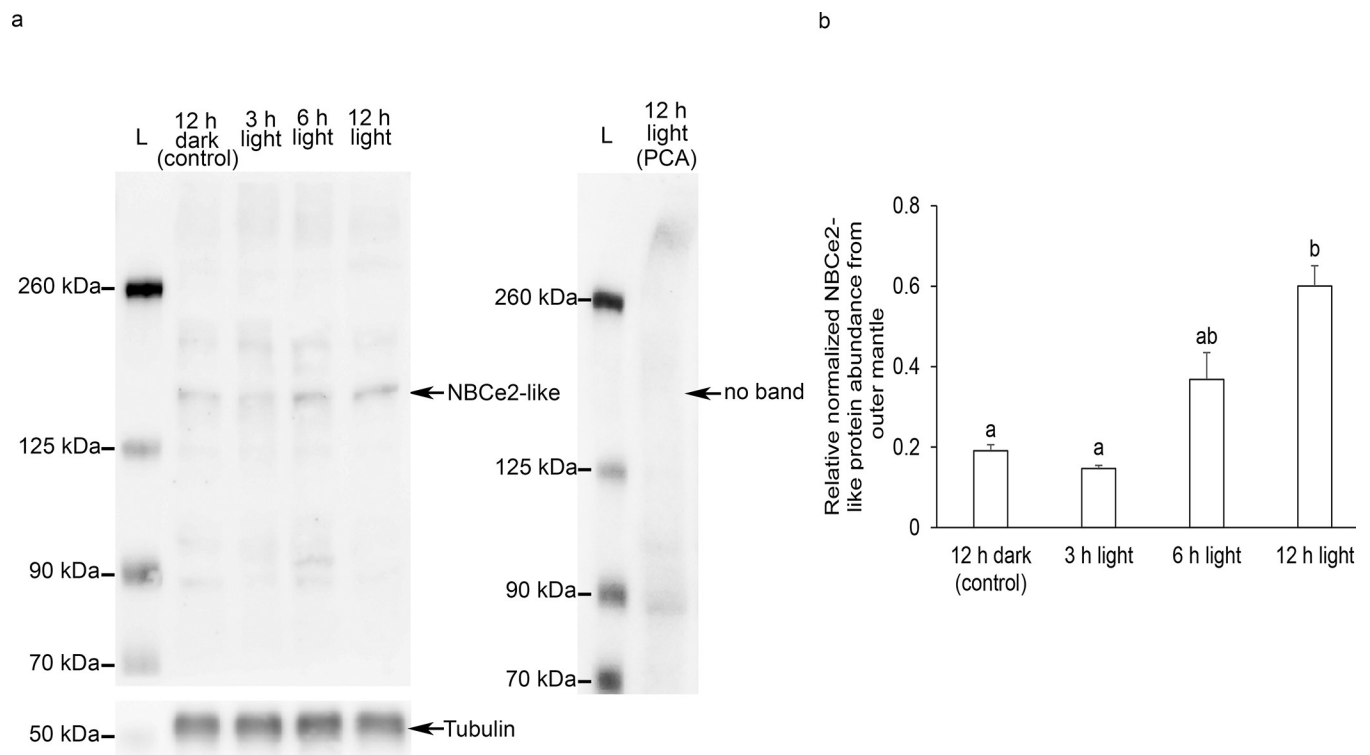 a
b
L
12 h
dark
(control)
3 h
light
6 h
light
12 h
light
260 kDa
125 kDa
90 kDa
70 kDa
50 kDa
NBCe2-like
Tubulin
L
12 h
light
(PCA)
260 kDa
125 kDa
90 kDa
70 kDa
no band
Relative normalized NBCe2-
like protein abundance from
outer mantle
0.8
0.6
0.4
0.2
0
a
a
ab
b
12 h dark
(control)
3 h light
6 h light
12 h light